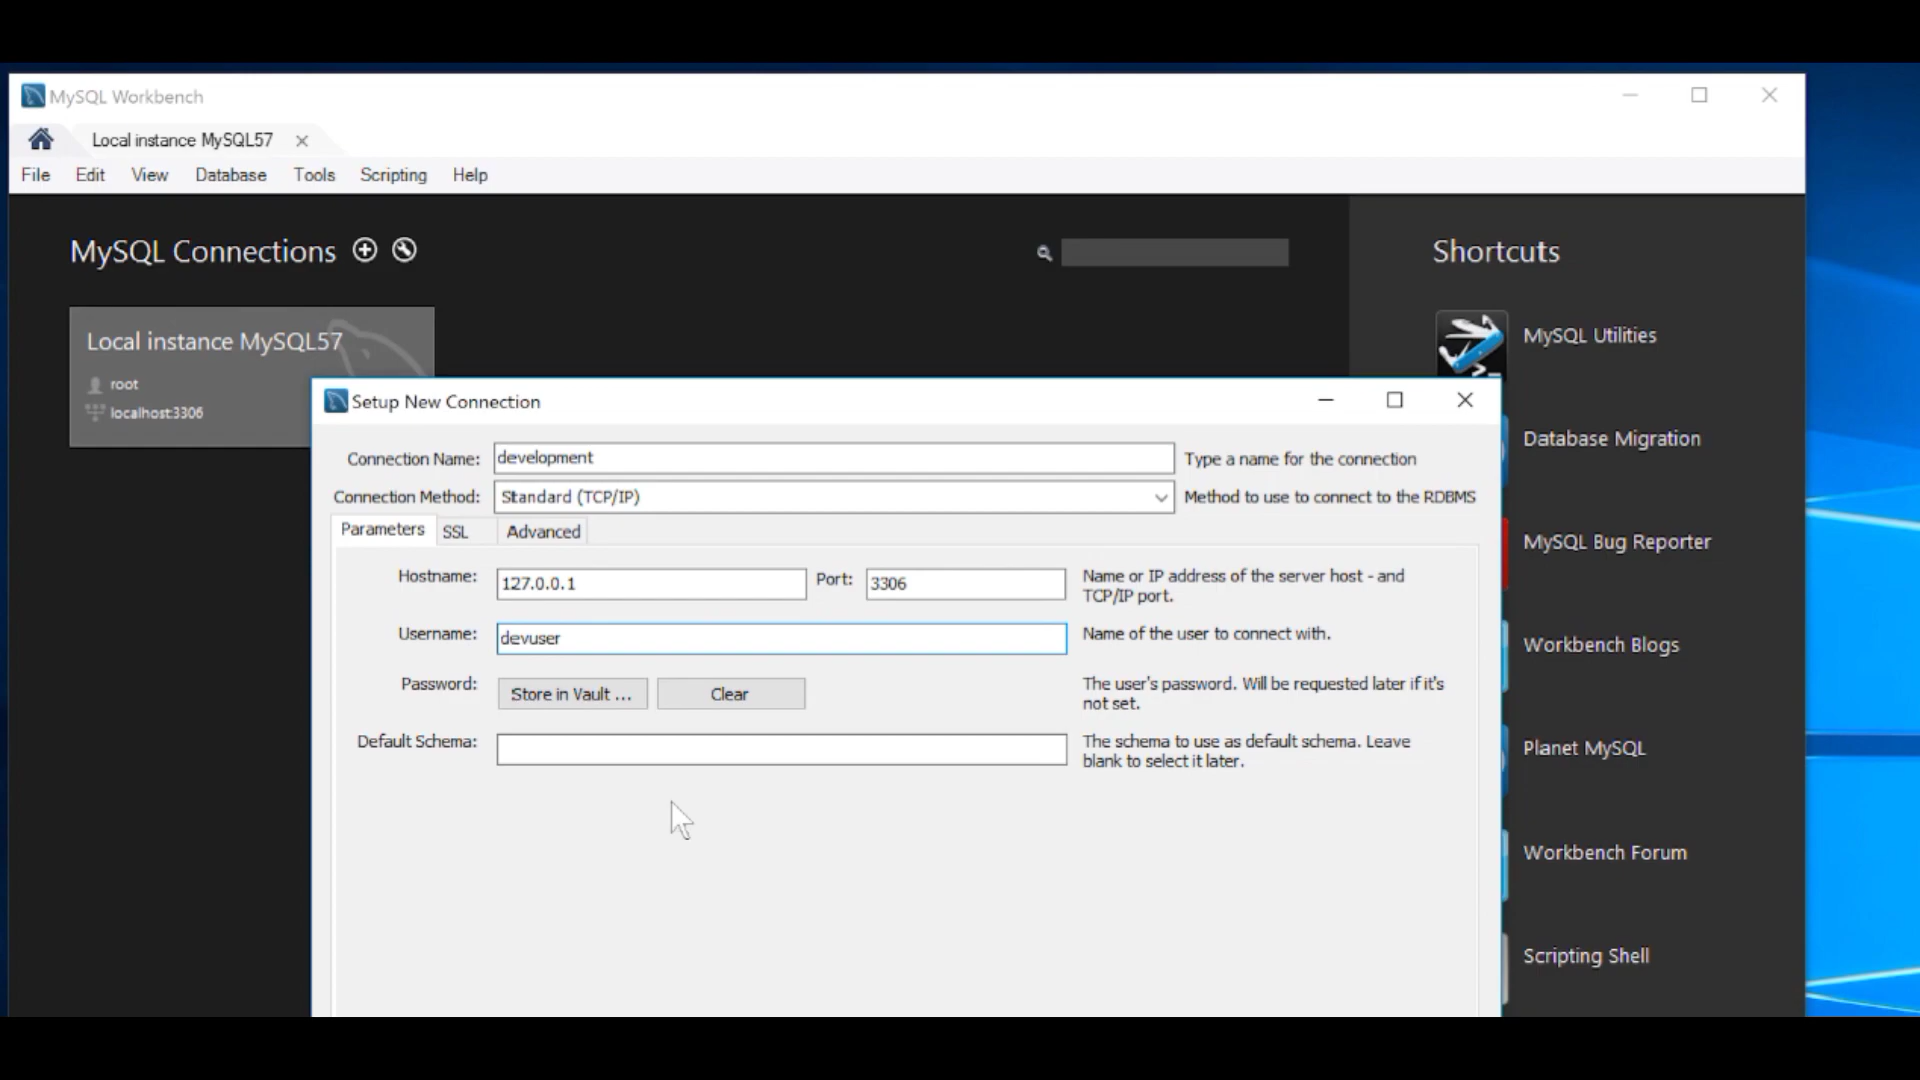 MySQL Workbench
Local instance MySQL57
File Edit View Database Tools Scripting Help
MySQL Connections
Shortcuts
Local instance MySQL57
root
localhost:3306
MySQL Utilities
Database Migration
MySQL Bug Reporter
Workbench Blogs
Planet MySQL
Workbench Forum
Scripting Shell
Setup New Connection
Connection Name: development Type a name for the connection
Connection Method: Standard (TCP/IP) Method to use to connect to the RDBMS
Parameters SSL Advanced
Hostname: 127.0.0.1 Port: 3306 Name or IP address of the server host - and
TCP/IP port.
Username: devuser Name of the user to connect with.
Password: Store in Vault ... Clear The user's password. Will be requested later if it's
not set.
Default Schema: The schema to use as default schema. Leave
blank to select it later.